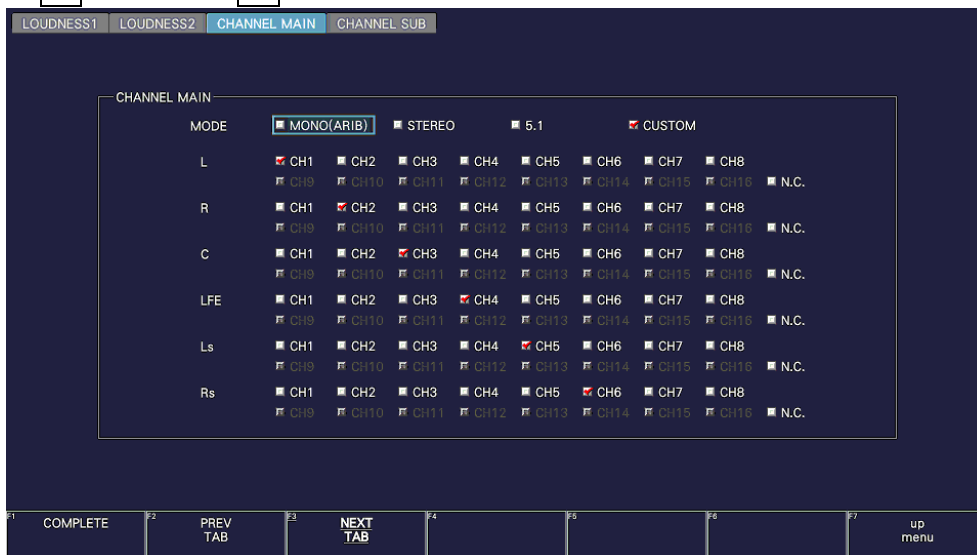 LOUDNESS1 LOUDNESS2 CHANNEL MAIN CHANNEL SUB
CHANNEL MAIN
MODE MONO(ARIB) STEREO 5.1 CUSTOM
L CH1 CH2 CH3 CH4 CH5 CH6 CH7 CH8
CH9 CH10 CH11 CH12 CH13 CH14 CH15 CH16 N.C.
R CH1 CH2 CH3 CH4 CH5 CH6 CH7 CH8
CH9 CH10 CH11 CH12 CH13 CH14 CH15 CH16 N.C.
C CH1 CH2 CH3 CH4 CH5 CH6 CH7 CH8
CH9 CH10 CH11 CH12 CH13 CH14 CH15 CH16 N.C.
LFE CH1 CH2 CH3 CH4 CH5 CH6 CH7 CH8
CH9 CH10 CH11 CH12 CH13 CH14 CH15 CH16 N.C.
Ls CH1 CH2 CH3 CH4 CH5 CH6 CH7 CH8
CH9 CH10 CH11 CH12 CH13 CH14 CH15 CH16 N.C.
Rs CH1 CH2 CH3 CH4 CH5 CH6 CH7 CH8
CH9 CH10 CH11 CH12 CH13 CH14 CH15 CH16 N.C.
F1 COMPLETE F2 PREV F3 NEXT F4 F5 F6 F7 up
TAB TAB menu